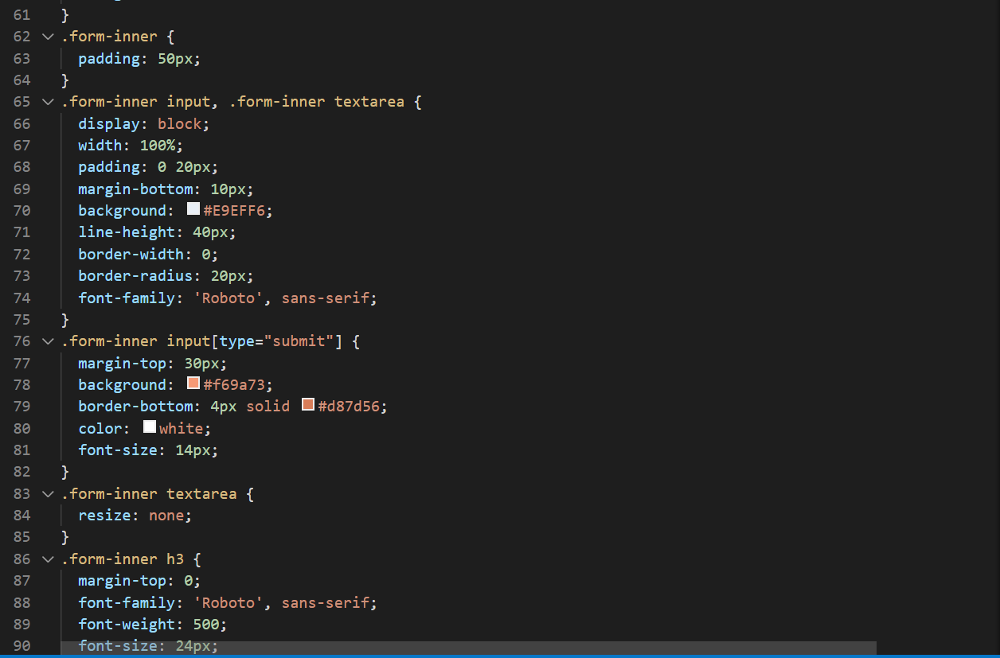 61 }
62 .form-inner {
63 padding: 50px;
64 }
65 .form-inner input, .form-inner textarea {
66 display: block;
67 width: 100%;
68 padding: 0 20px;
69 margin-bottom: 10px;
70 background: #E9EFF6;
71 line-height: 40px;
72 border-width: 0;
73 border-radius: 20px;
74 font-family: 'Roboto', sans-serif;
75 }
76 .form-inner input[type="submit"] {
77 margin-top: 30px;
78 background: #f69a73;
79 border-bottom: 4px solid #d87d56;
80 color: white;
81 font-size: 14px;
82 }
83 .form-inner textarea {
84 resize: none;
85 }
86 .form-inner h3 {
87 margin-top: 0;
88 font-family: 'Roboto', sans-serif;
89 font-weight: 500;
90 font-size: 24px;